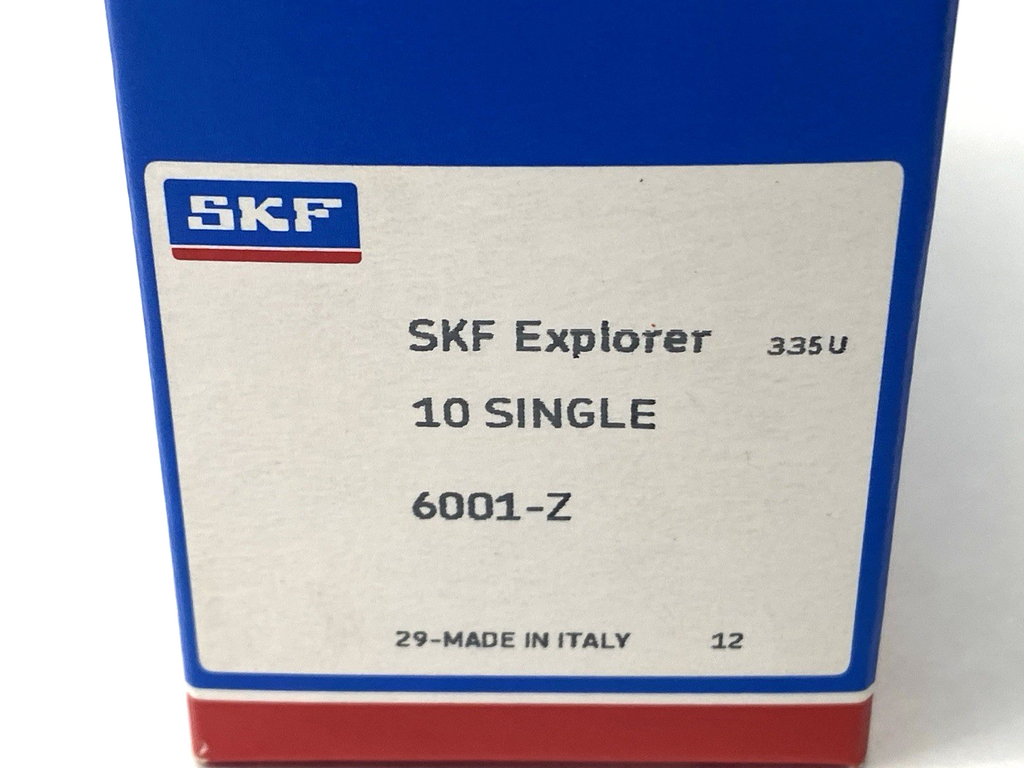 SKF
SKF Explorer 335U
10 SINGLE
6001-Z
29-MADE IN ITALY 12